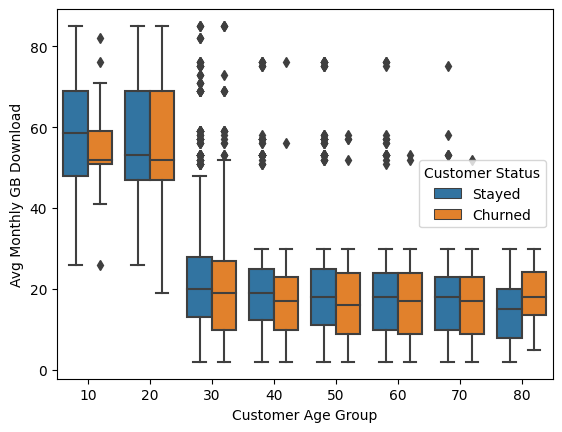 80
60
40
20
0
Avg Monthly GB Download
Customer Status
Stayed
Churned
10 20 30 40 50 60 70 80
Customer Age Group